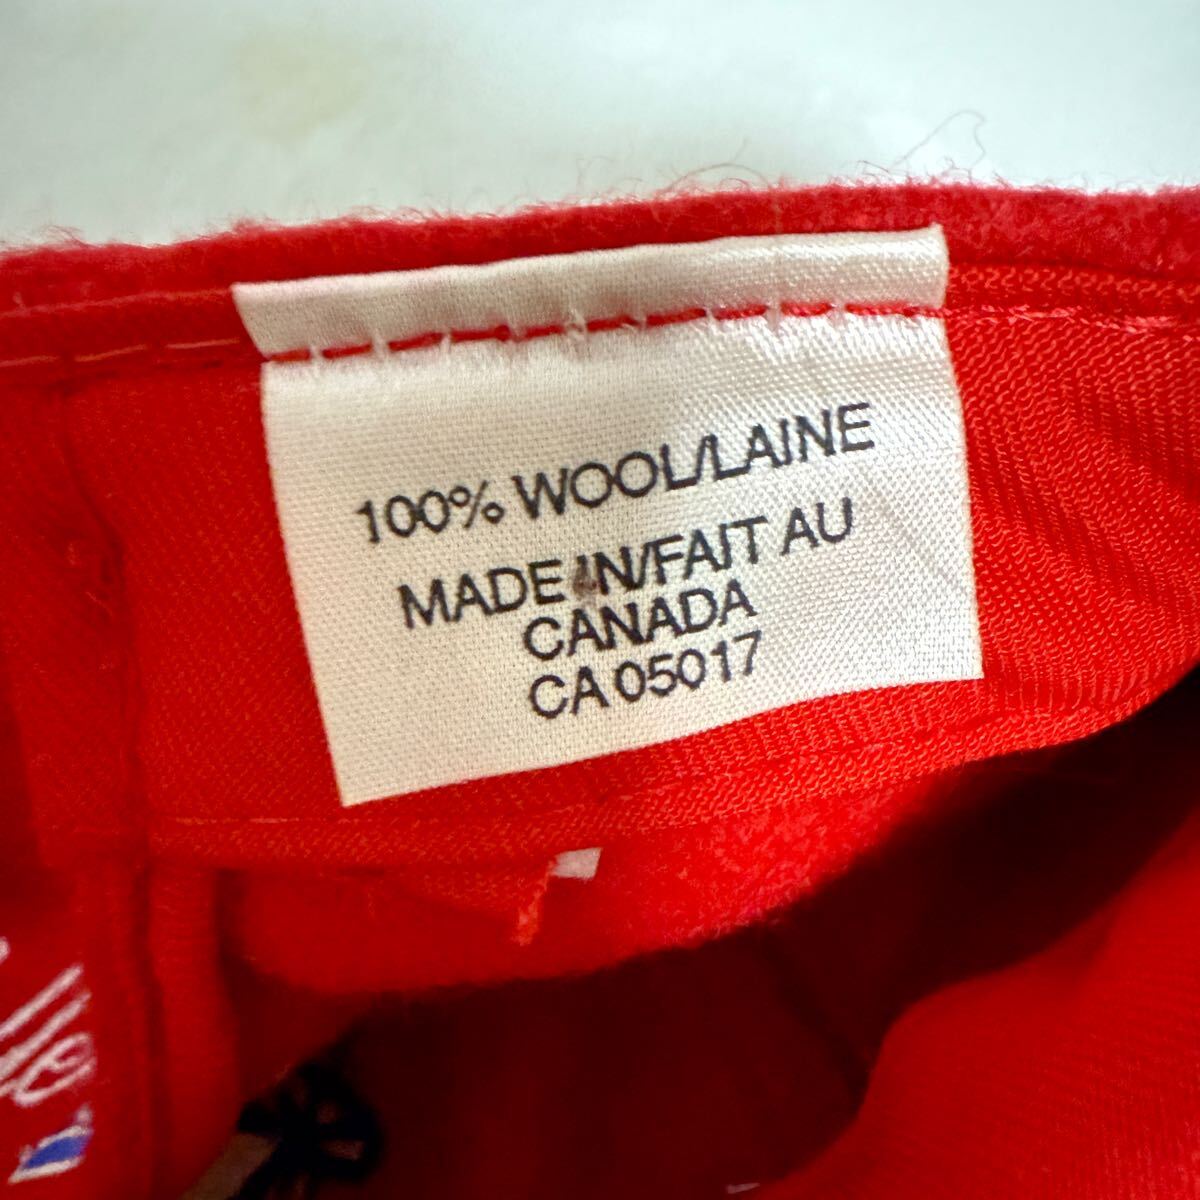 100% WOOL/LAINE
MADE IN/FAIT AU
CANADA
CA 05017